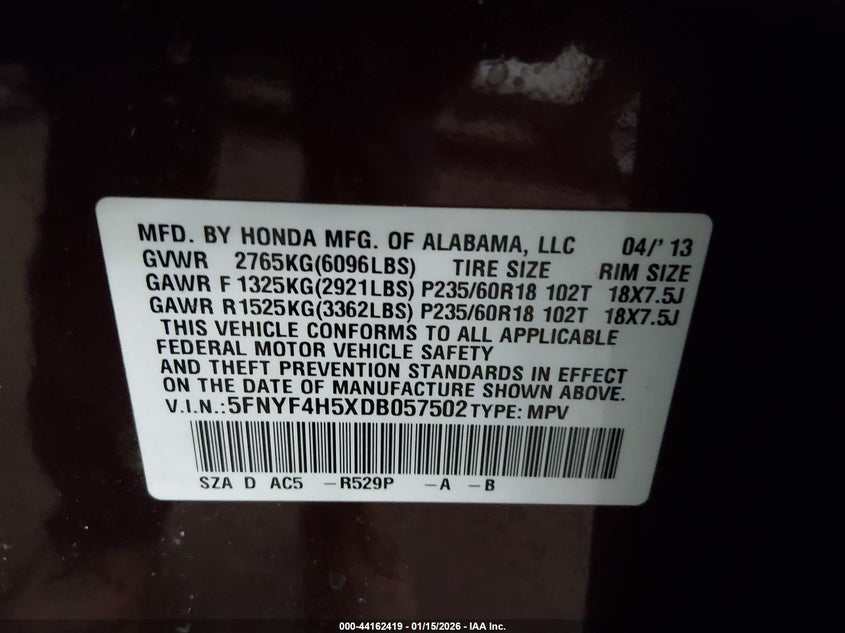 MFD. BY HONDA MFG. OF ALABAMA, LLC 04/' 13
GVWR 2765KG(6096LBS) TIRE SIZE RIM SIZE
GAWR F 1325KG(2921LBS) P235/60R18 102T 18X7.5J
GAWR R 1525KG(3362LBS) P235/60R18 102T 18X7.5J
THIS VEHICLE CONFORMS TO ALL APPLICABLE
FEDERAL MOTOR VEHICLE SAFETY
AND THEFT PREVENTION STANDARDS IN EFFECT
ON THE DATE OF MANUFACTURE SHOWN ABOVE.
V.I.N.:5FNYF4H5XDB057502 TYPE: MPV
SZA D AC5 –R529P –A –B
000-44162419 - 01/15/2026 - IAA Inc.